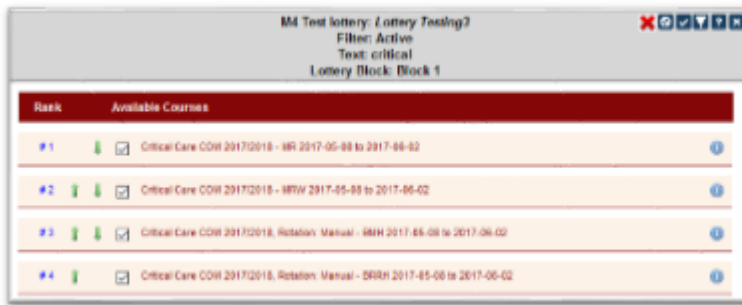 M4 Test lottery: Lottery Testing3
Filter: Active
Text: critical
Lottery Block: Block 1
Rank Available Courses
# 1 Critical Care COM 2017/2018 - MR 2017-05-08 to 2017-06-02
# 2 Critical Care COM 2017/2018 - MRW 2017-05-08 to 2017-06-02
# 3 Critical Care COM 2017/2018, Rotation: Manual - BMH 2017-05-08 to 2017-06-02
# 4 Critical Care COM 2017/2018, Rotation: Manual - BRRH 2017-05-08 to 2017-06-02